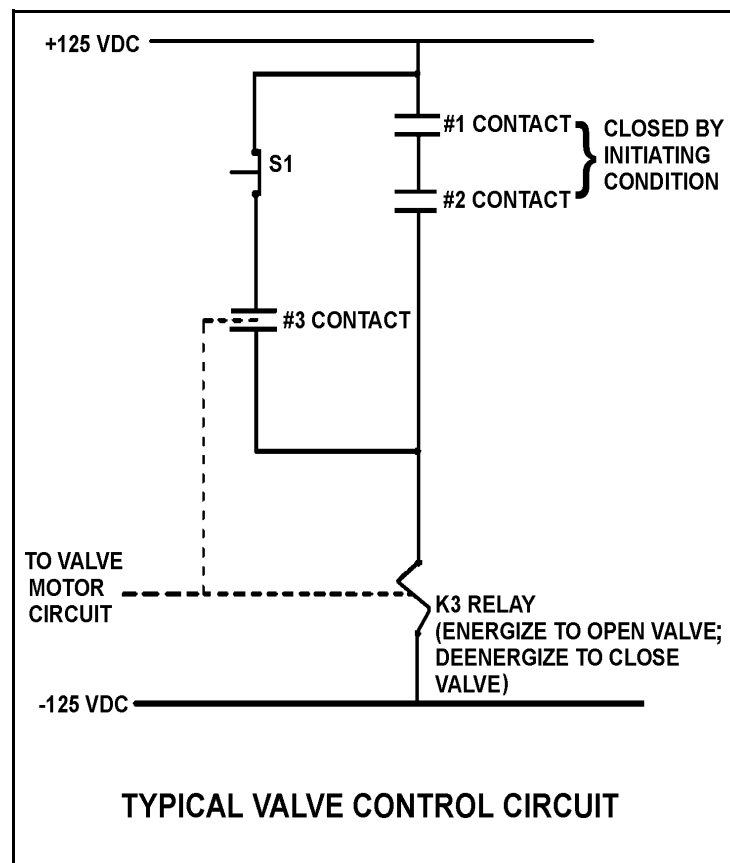 +125 VDC
#1 CONTACT
#2 CONTACT
CLOSED BY
INITIATING
CONDITION
S1
#3 CONTACT
TO VALVE
MOTOR
CIRCUIT
K3 RELAY
(ENERGIZE TO OPEN VALVE;
DEENERGIZE TO CLOSE
VALVE)
-125 VDC
TYPICAL VALVE CONTROL CIRCUIT